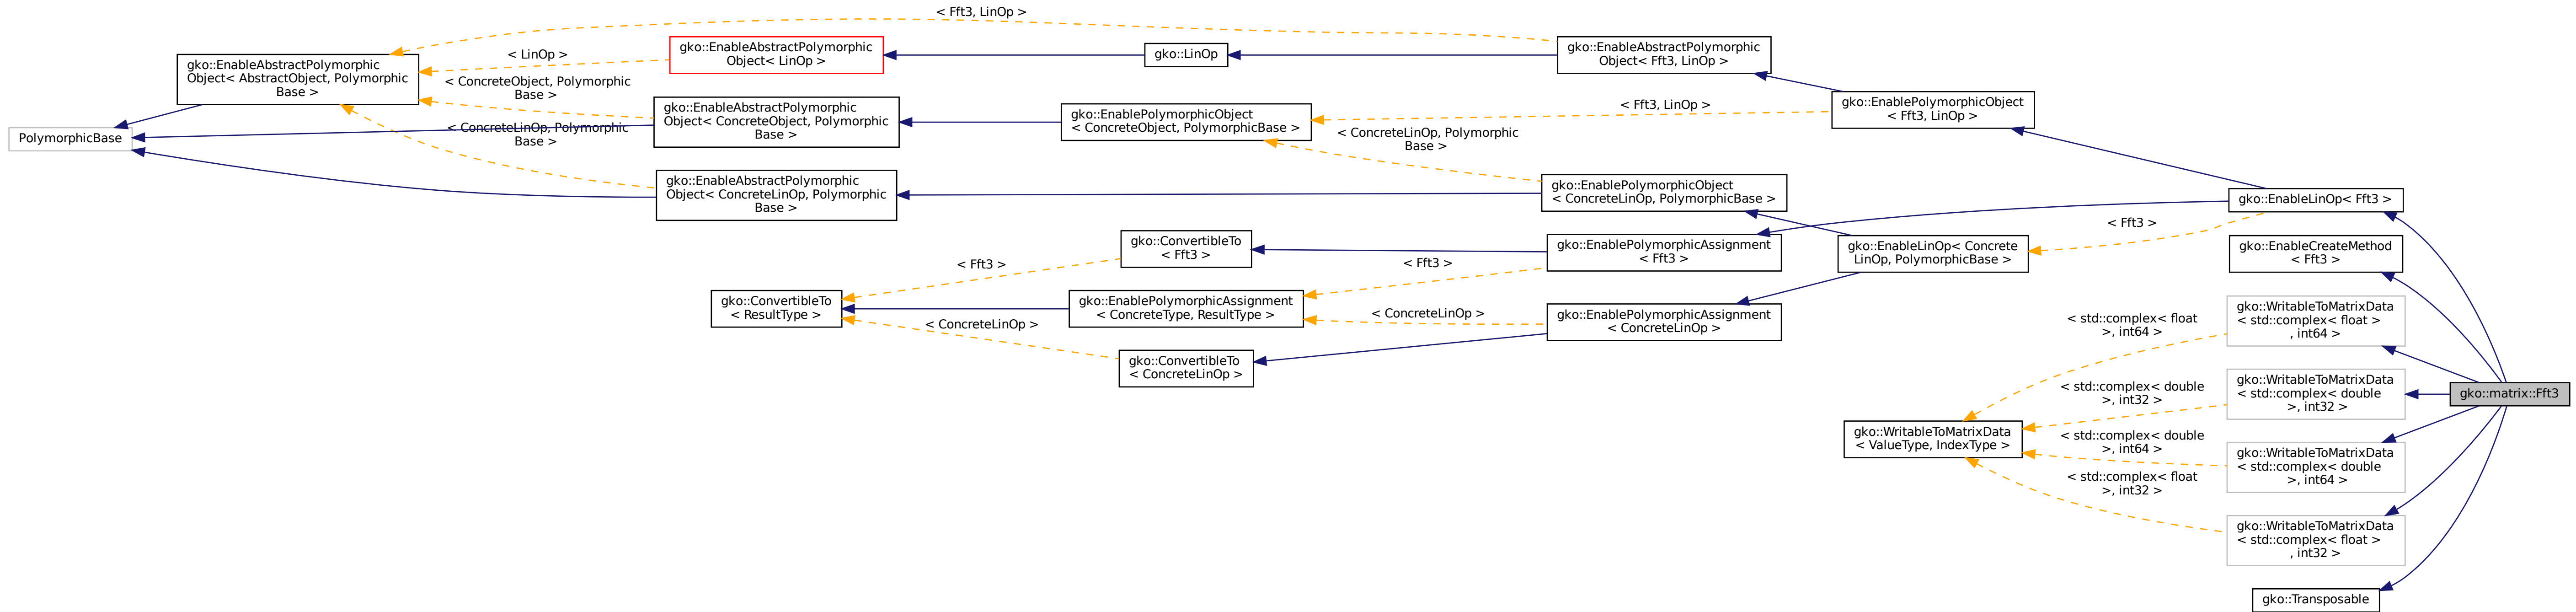 < Fft3, LinOp >
gko::EnableAbstractPolymorphic
Object< AbstractObject, Polymorphic
Base >
< LinOp >
gko::EnableAbstractPolymorphic
Object< LinOp >
gko::LinOp
gko::EnableAbstractPolymorphic
Object< Fft3, LinOp >
< ConcreteObject, Polymorphic
Base >
gko::EnableAbstractPolymorphic
Object< ConcreteObject, Polymorphic
Base >
gko::EnablePolymorphicObject
< ConcreteObject, PolymorphicBase >
< Fft3, LinOp >
gko::EnablePolymorphicObject
< Fft3, LinOp >
PolymorphicBase
< ConcreteLinOp, Polymorphic
Base >
< ConcreteLinOp, Polymorphic
Base >
gko::EnableAbstractPolymorphic
Object< ConcreteLinOp, Polymorphic
Base >
gko::EnablePolymorphicObject
< ConcreteLinOp, PolymorphicBase >
gko::EnableLinOp< Fft3 >
< Fft3 >
gko::ConvertibleTo
< Fft3 >
gko::EnablePolymorphicAssignment
< Fft3 >
gko::EnableLinOp< Concrete
LinOp, PolymorphicBase >
gko::EnableCreateMethod
< Fft3 >
< Fft3 >
< Fft3 >
gko::ConvertibleTo
< ResultType >
gko::EnablePolymorphicAssignment
< ConcreteType, ResultType >
< ConcreteLinOp >
< ConcreteLinOp >
gko::EnablePolymorphicAssignment
< ConcreteLinOp >
gko::ConvertibleTo
< ConcreteLinOp >
< std::complex< float
>, int64 >
gko::WritableToMatrixData
< std::complex< float >
, int64 >
< std::complex< double
>, int32 >
gko::WritableToMatrixData
< std::complex< double
>, int32 >
gko::matrix::Fft3
gko::WritableToMatrixData
< ValueType, IndexType >
< std::complex< double
>, int64 >
gko::WritableToMatrixData
< std::complex< double
>, int64 >
< std::complex< float
>, int32 >
gko::WritableToMatrixData
< std::complex< float >
, int32 >
gko::Transposable